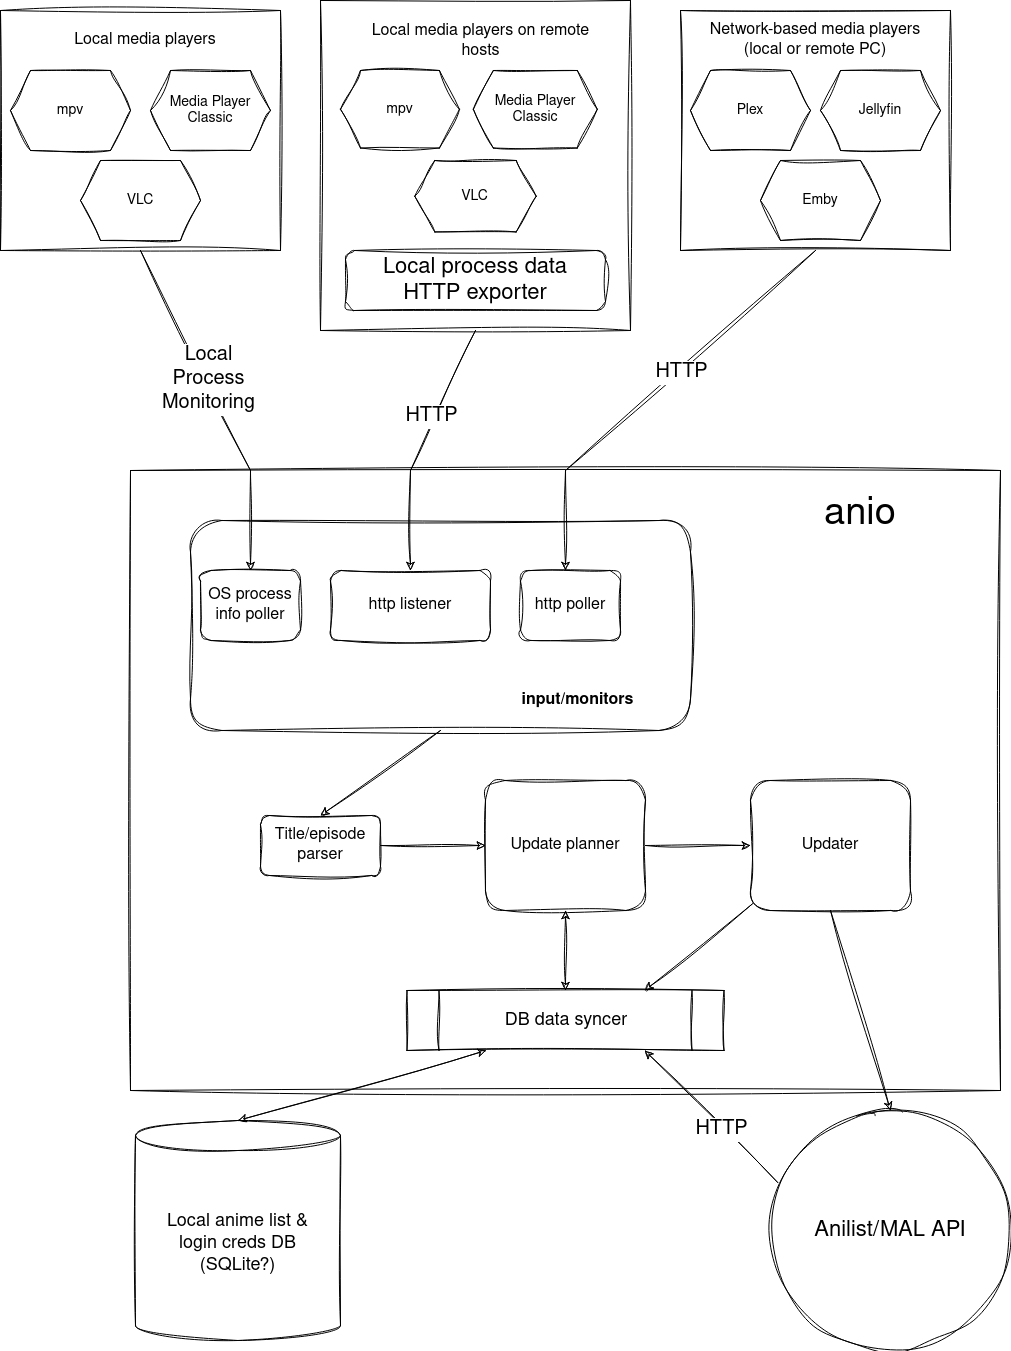 Local media players
mpv
Media Player
Classic
VLC
Local media players on remote
hosts
mpv
Media Player
Classic
VLC
Local process data
HTTP exporter
Network-based media players
(local or remote PC)
Plex
Jellyfin
Emby
Local
Process
Monitoring
HTTP
HTTP
anio
OS process
info poller
http listener
http poller
input/monitors
Title/episode
parser
Update planner
Updater
DB data syncer
HTTP
Local anime list &
login creds DB
(SQLite?)
Anilist/MAL API